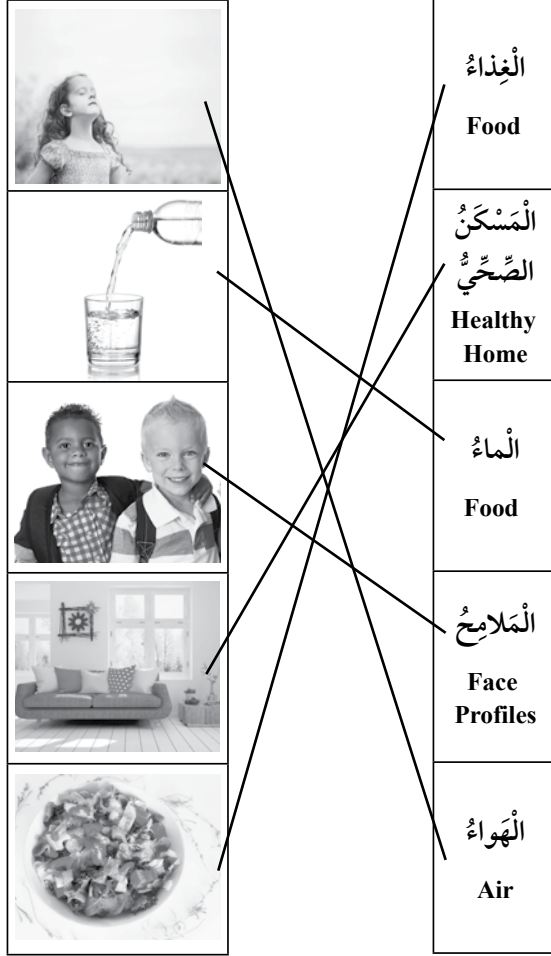 الْغِذاءُ
Food
الْمَسْكَنُ
الصِّحِّيُّ
Healthy
Home
الْماءُ
Food
الْمَلامِحُ
Face
Profiles
الْهَواءُ
Air